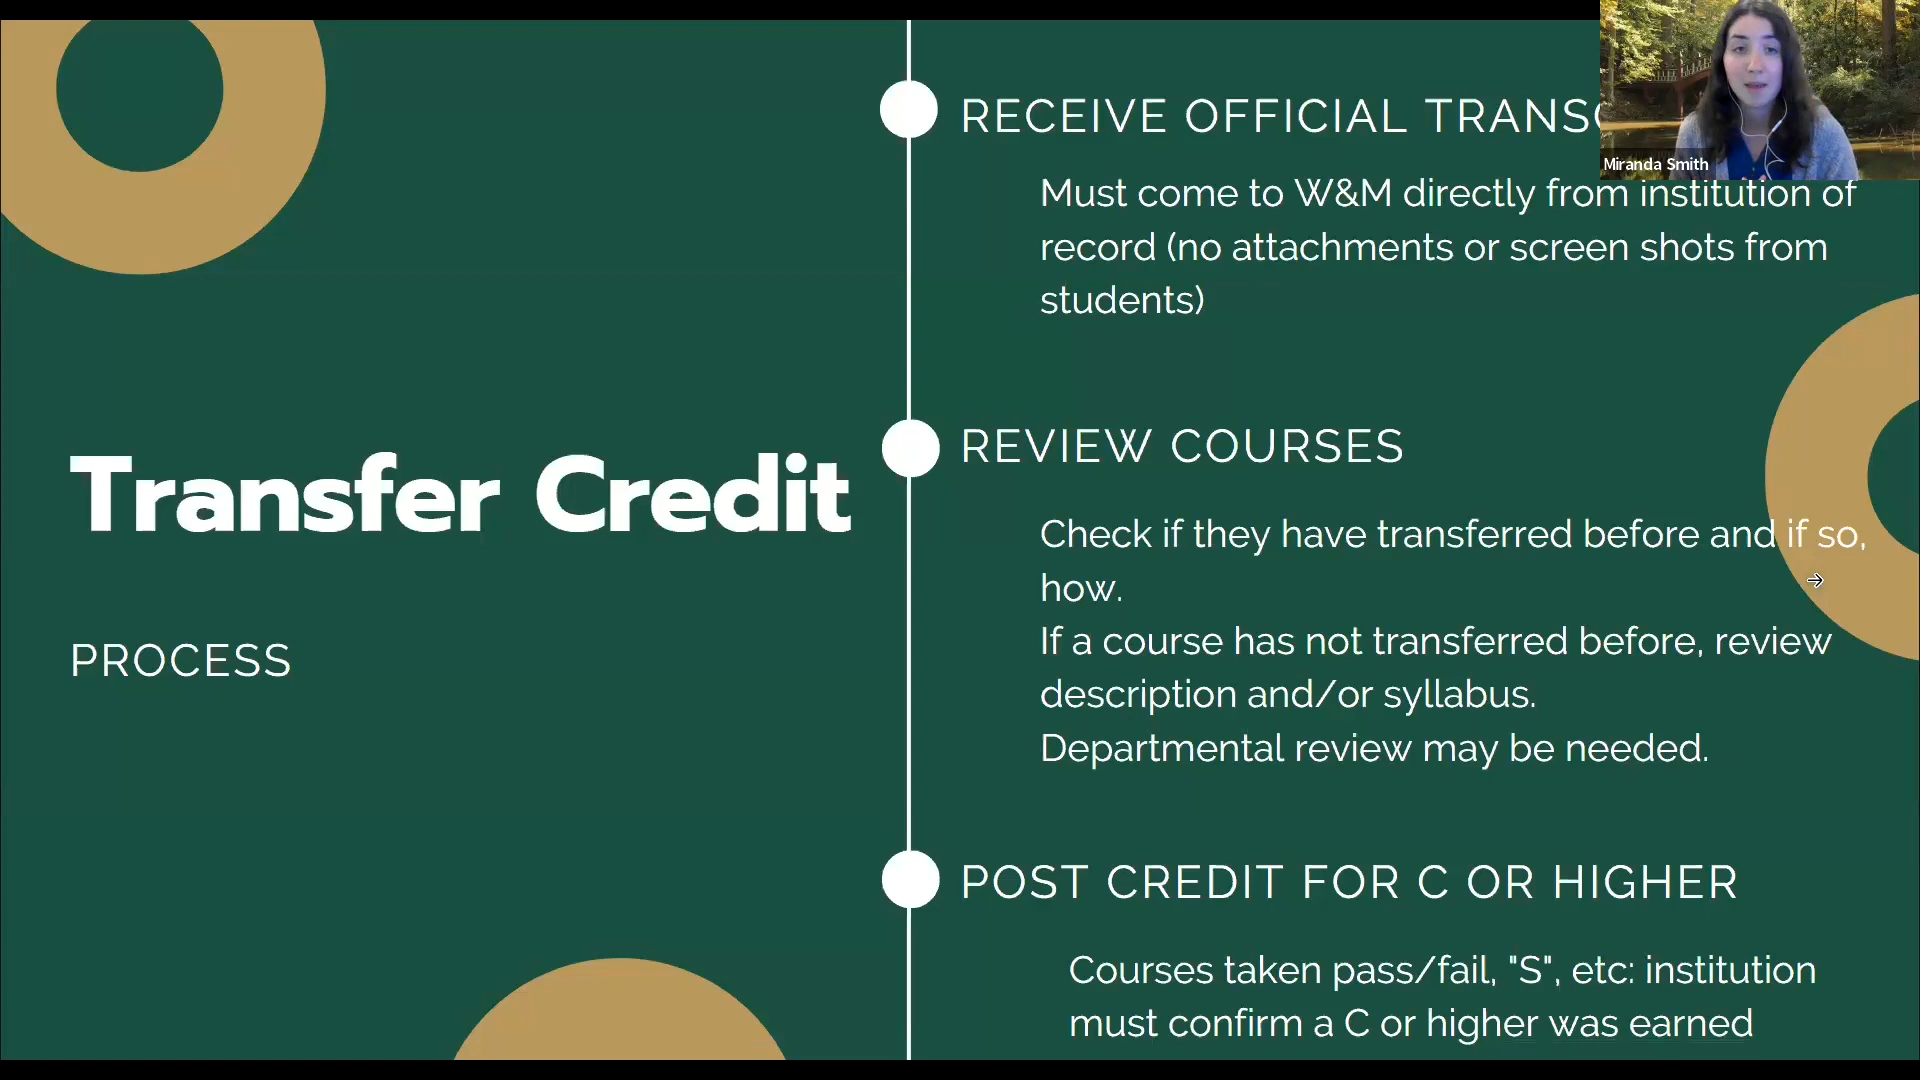 Transfer Credit
PROCESS
RECEIVE OFFICIAL
Miranda Smith
Must come to W&M directly from institution of
record (no attachments or screen shots from
students)
REVIEW COURSES
Check if they have transferred before and if so,
how.
If a course has not transferred before, review
description and/or syllabus.
Departmental review may be needed.
POST CREDIT FOR C OR HIGHER
Courses taken pass/fail, "S", etc: institution
must confirm a C or higher was earned